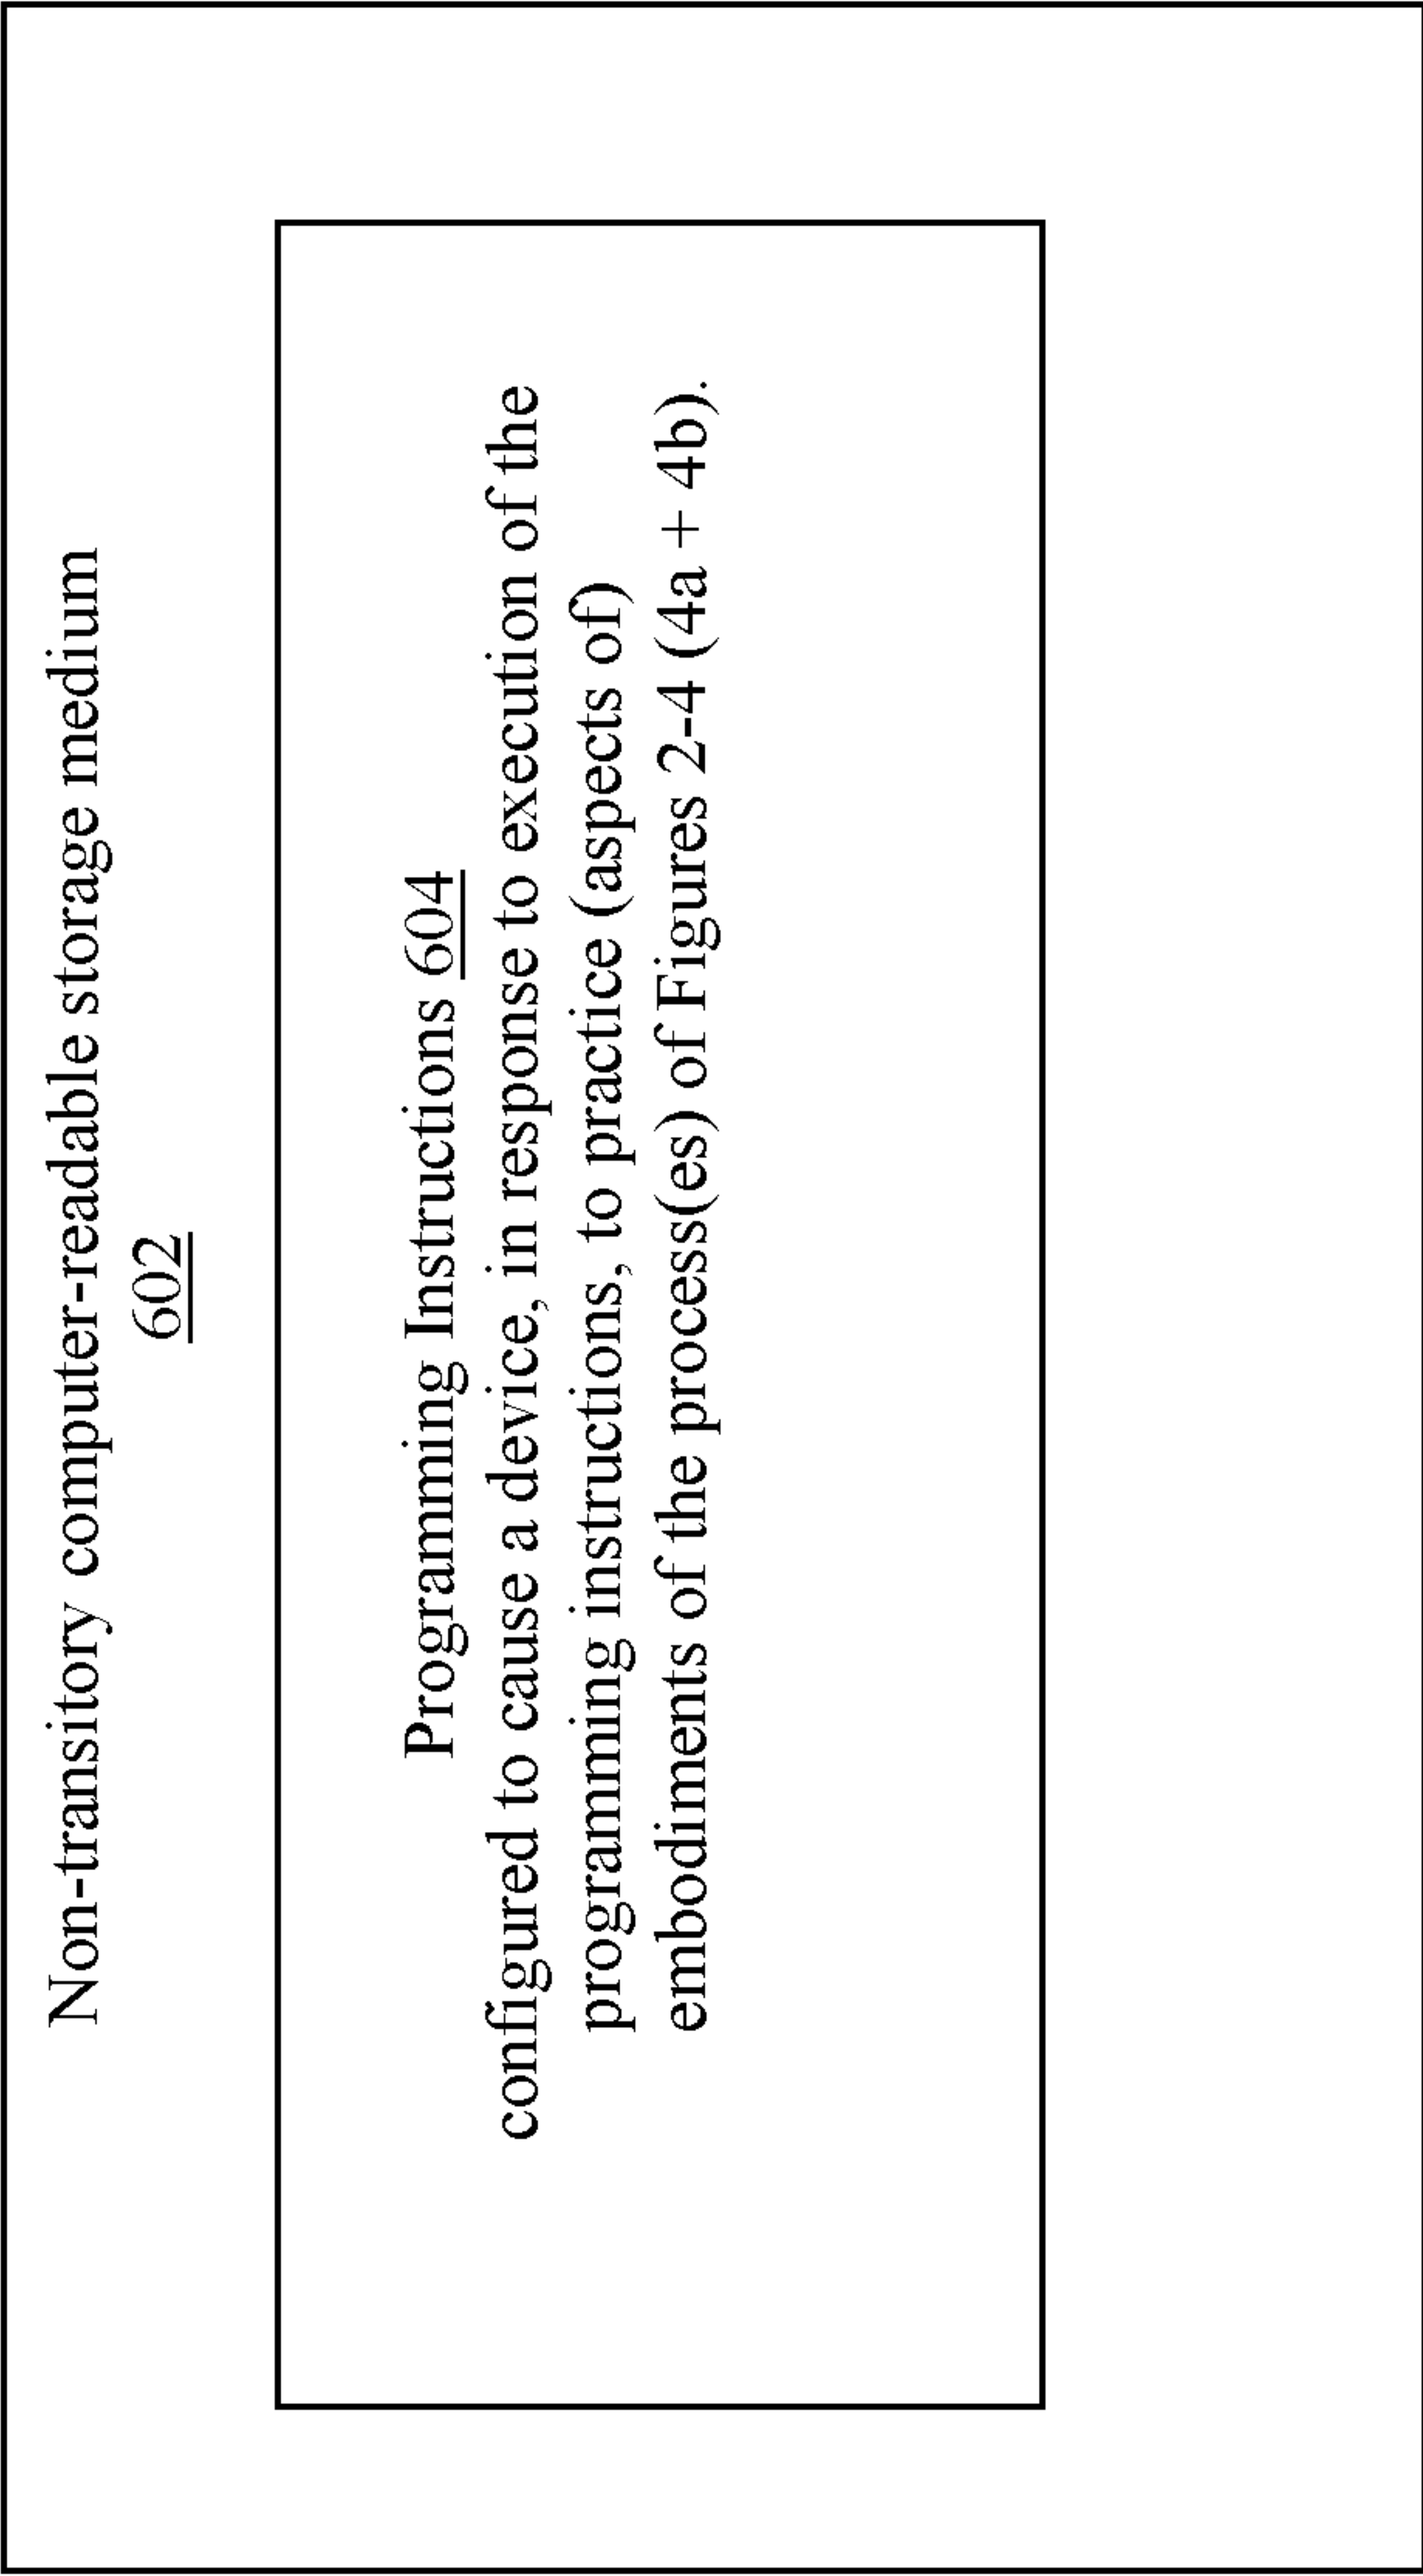 Non-transitory computer-readable storage medium
602
Programming Instructions 604
configured to cause a device, in response to execution of the
programming instructions, to practice (aspects of)
embodiments of the process(es) of Figures 2-4 (4a + 4b).